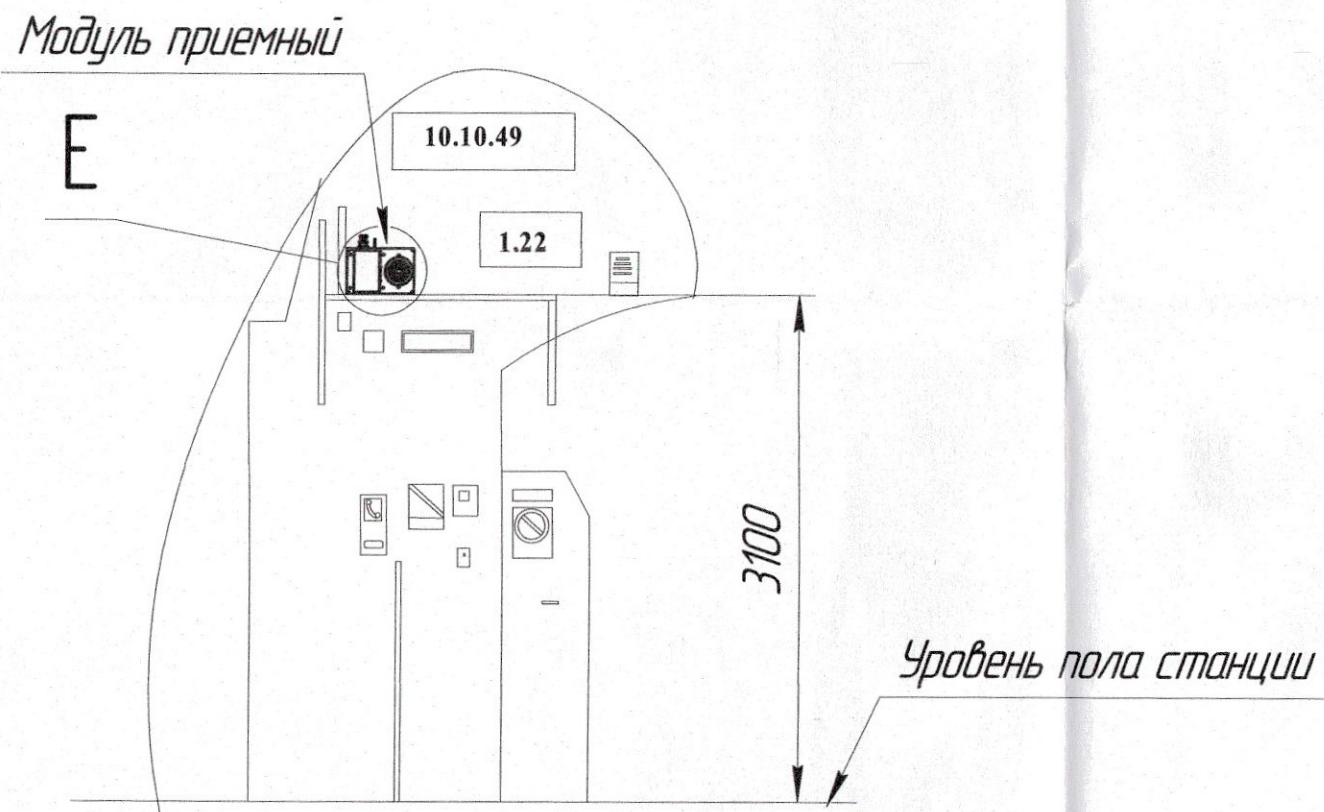 Модуль приемный
E
10.10.49
1.22
3100
Уровень пола станции